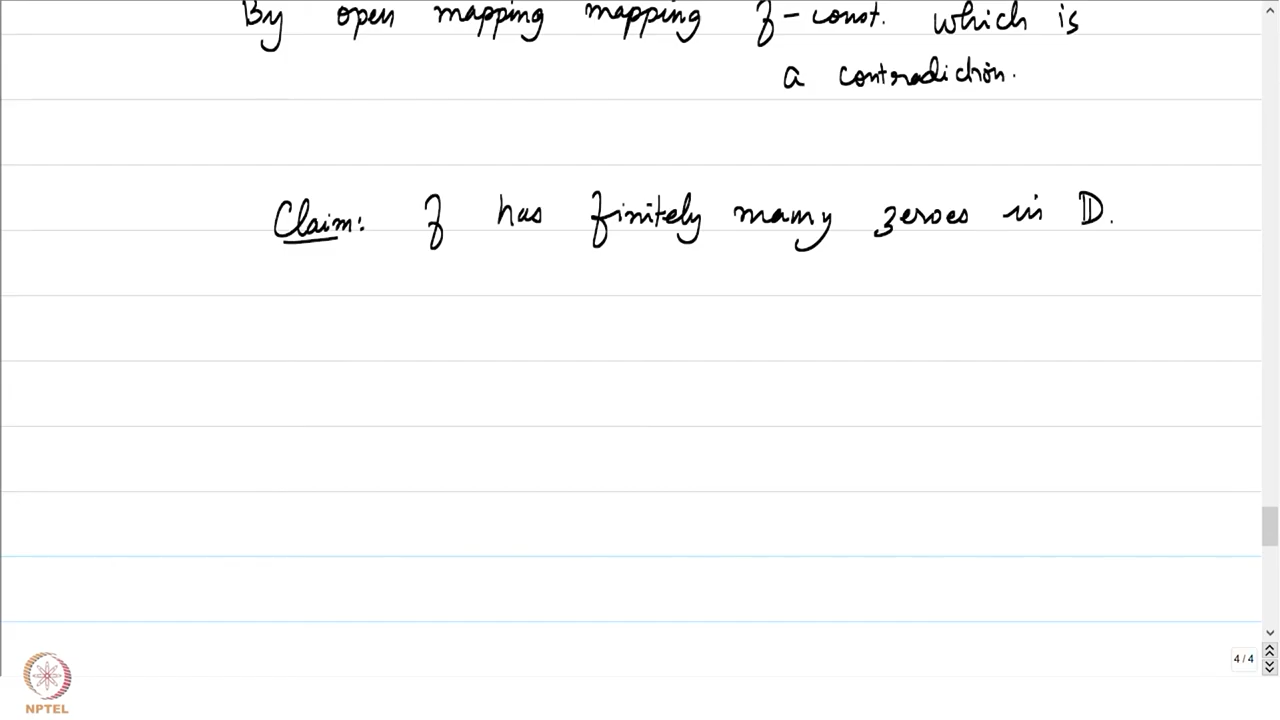 By open mapping mapping f-const. which is
a contradiction.
Claim: f has finitely many zeroes in 𝔻.
4 / 4
NPTEL